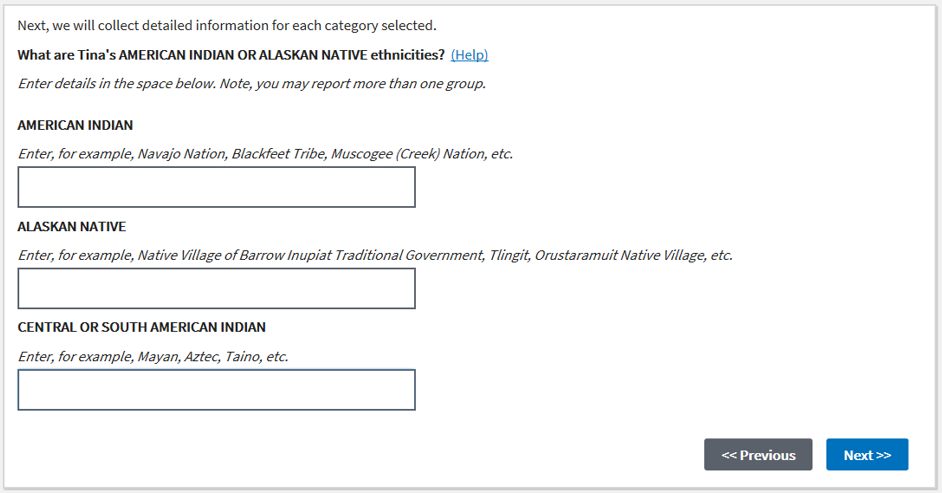 Next, we will collect detailed information for each category selected.
What are Tina's AMERICAN INDIAN OR ALASKAN NATIVE ethnicities? (Help)
Enter details in the space below. Note, you may report more than one group.
AMERICAN INDIAN
Enter, for example, Navajo Nation, Blackfeet Tribe, Muscogee (Creek) Nation, etc.
ALASKAN NATIVE
Enter, for example, Native Village of Barrow Inupiat Traditional Government, Tlingit, Orustaramuit Native Village, etc.
CENTRAL OR SOUTH AMERICAN INDIAN
Enter, for example, Mayan, Aztec, Taino, etc.
<< Previous Next >>